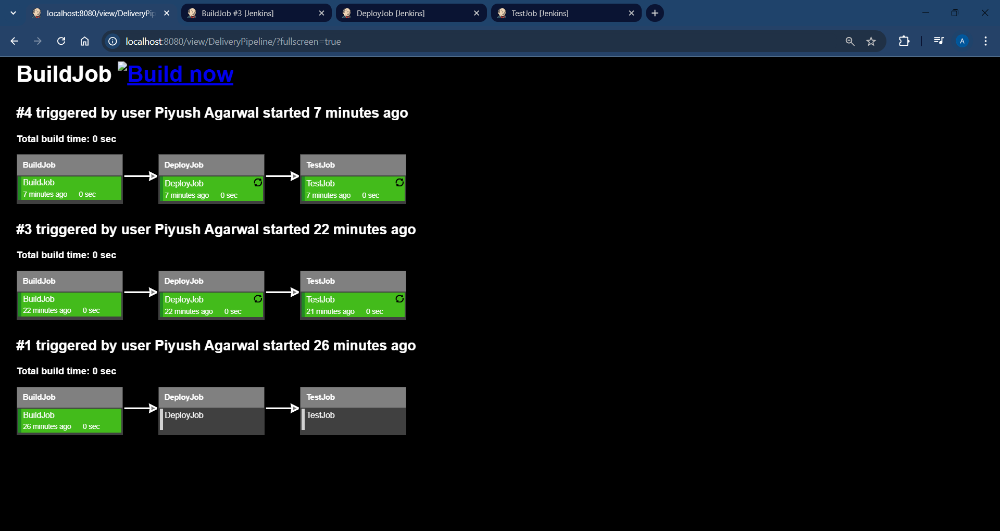 localhost:8080/view/DeliveryPip
BuildJob #3 [Jenkins]
DeployJob [Jenkins]
TestJob [Jenkins]
localhost:8080/view/DeliveryPipeline/?fullscreen=true
A
BuildJob Build now
#4 triggered by user Piyush Agarwal started 7 minutes ago
Total build time: 0 sec
BuildJob
BuildJob
7 minutes ago 0 sec
DeployJob
DeployJob
7 minutes ago 0 sec
TestJob
TestJob
7 minutes ago 0 sec
#3 triggered by user Piyush Agarwal started 22 minutes ago
Total build time: 0 sec
BuildJob
BuildJob
22 minutes ago 0 sec
DeployJob
DeployJob
22 minutes ago 0 sec
TestJob
TestJob
21 minutes ago 0 sec
#1 triggered by user Piyush Agarwal started 26 minutes ago
Total build time: 0 sec
BuildJob
BuildJob
26 minutes ago 0 sec
DeployJob
DeployJob
TestJob
TestJob